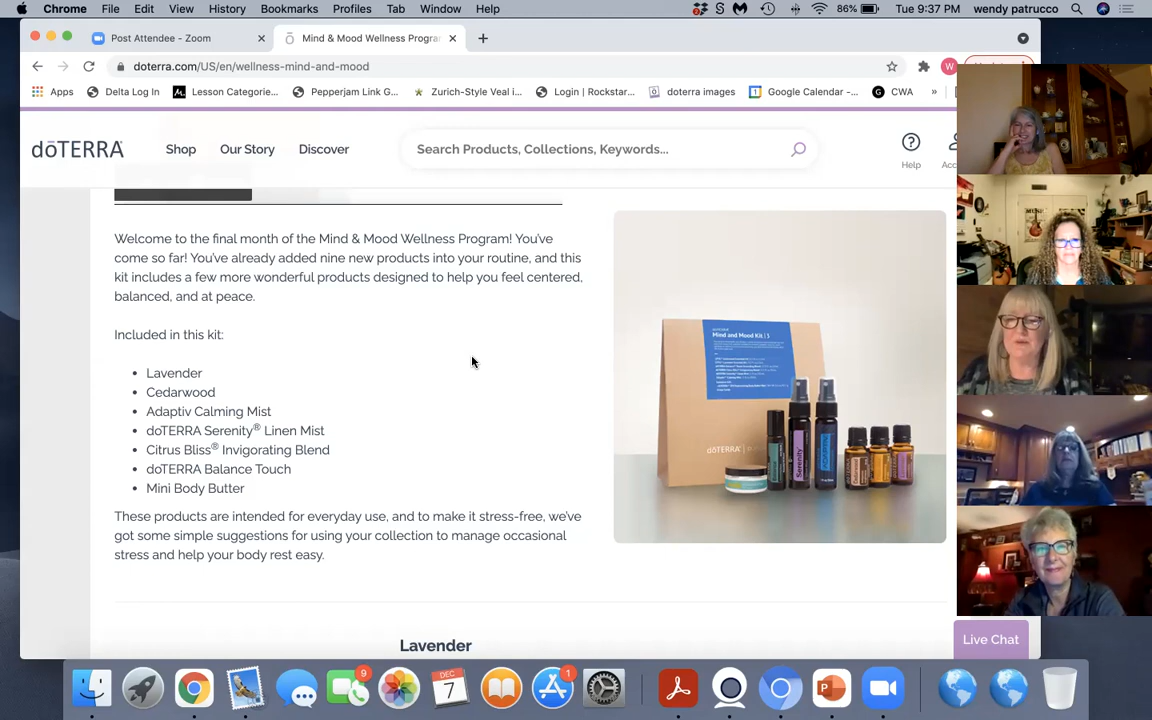 Chrome File Edit View History Bookmarks Profiles Tab Window Help 2 S 86% Tue 9:37 PM wendy patrucco
Post Attendee - Zoom
Mind & Mood Wellness Program
doterra.com/US/en/wellness-mind-and-mood
W
Apps Delta Log In Lesson Categorie... Pepperjam Link G... Zurich-Style Veal i... Login | Rockstar... doterra images Google Calendar -... CWA »
dōTERRA Shop Our Story Discover
Search Products, Collections, Keywords...
Help Acc
Welcome to the final month of the Mind & Mood Wellness Program! You've
come so far! You've already added nine new products into your routine, and this
kit includes a few more wonderful products designed to help you feel centered,
balanced, and at peace.
Included in this kit:
• Lavender
• Cedarwood
• Adaptiv Calming Mist
• doTERRA Serenity® Linen Mist
• Citrus Bliss® Invigorating Blend
• doTERRA Balance Touch
• Mini Body Butter
These products are intended for everyday use, and to make it stress-free, we've
got some simple suggestions for using your collection to manage occasional
stress and help your body rest easy.
Mind and Mood Kit | 3
dōTERRA
Serenity
Lavender
Live Chat
9
DEC
7
1